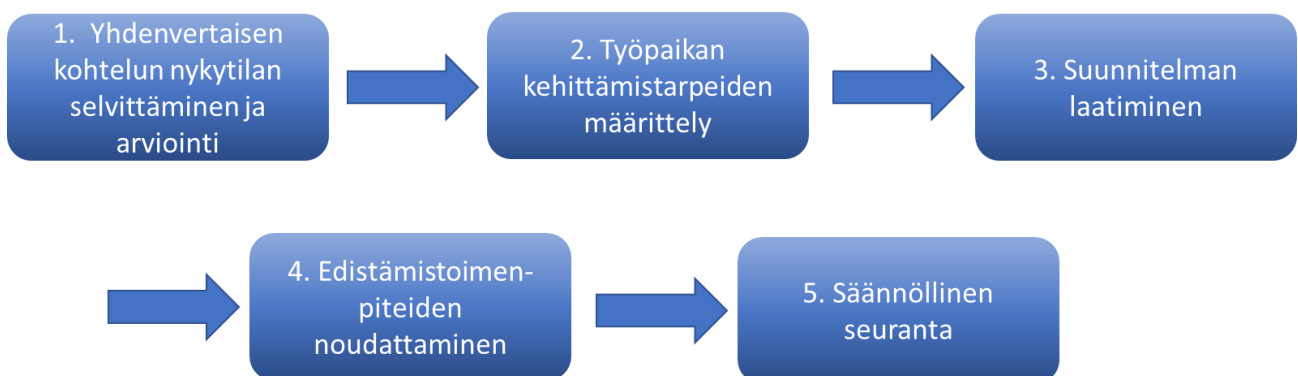 1. Yhdenvertaisen
kohtelun nykytilan
selvittäminen ja
arviointi
2. Työpaikan
kehittämistarpeiden
määrittely
3. Suunnitelman
laatiminen
4. Edistämistoimen-
piteiden
noudattaminen
5. Säännöllinen
seuranta